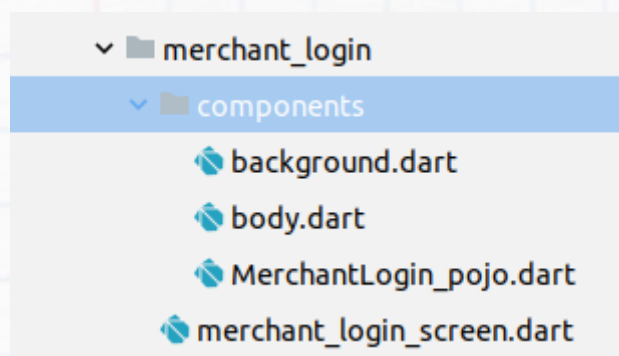 merchant_login
components
background.dart
body.dart
MerchantLogin_pojo.dart
merchant_login_screen.dart